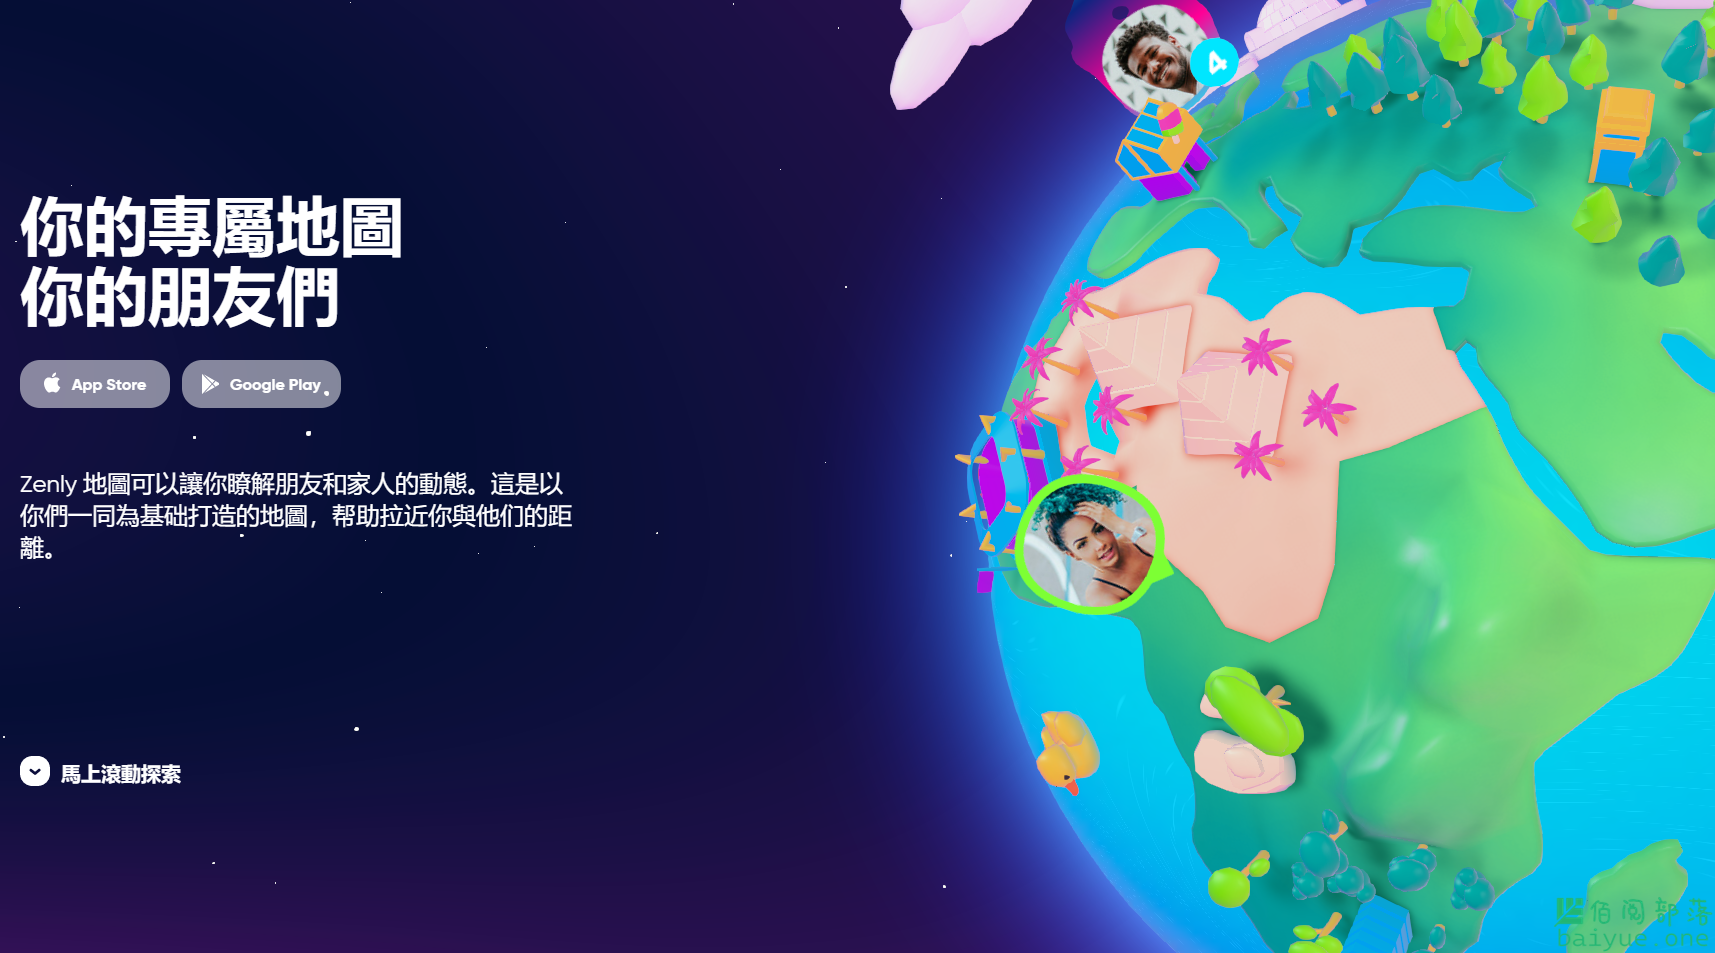 你的專屬地圖
你的朋友們
App Store
Google Play
Zenly 地圖可以讓你瞭解朋友和家人的動態。這是以
你們一同為基础打造的地圖，帮助拉近你與他们的距
離。
馬上滾動探索
佰阅部落
baiyuo.one